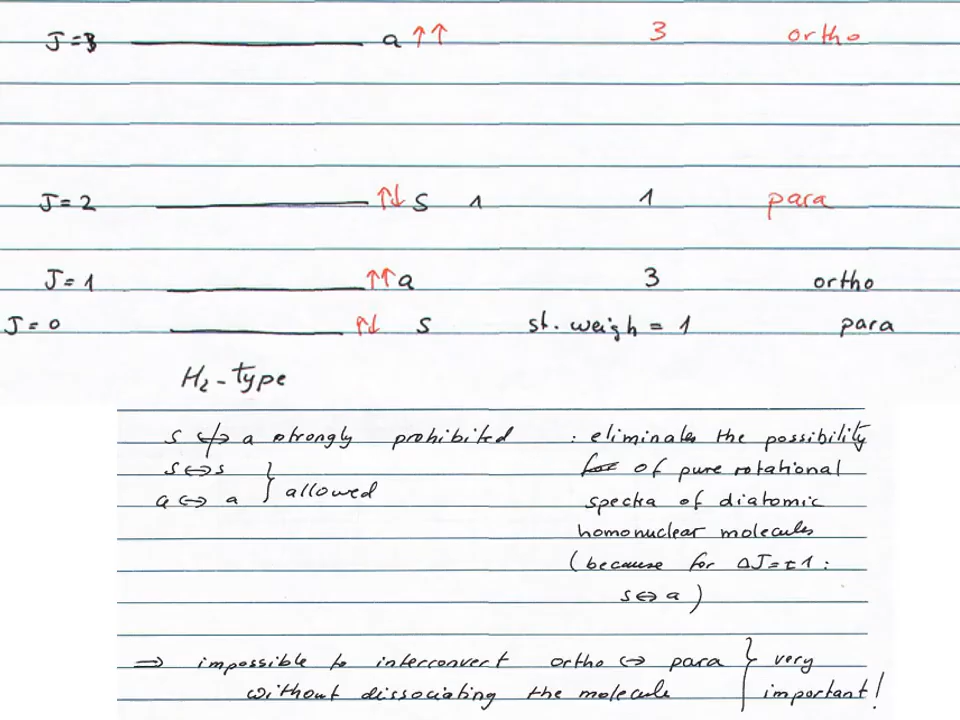 J=3 a ↑↑ 3 ortho
J=2 ↑↓ s 1 1 para
J=1 ↑↑ a 3 ortho
J=0 ↑↓ s st. weigh = 1 para
H₂-type
s ↮ a strongly prohibited : eliminates the possibility
s↔s of pure rotational
a ↔ a } allowed spectra of diatomic
homonuclear molecules
(because for ΔJ=±1 :
s↔a )
⇒ impossible to interconvert ortho ↔ para } very
without dissociating the molecule important!